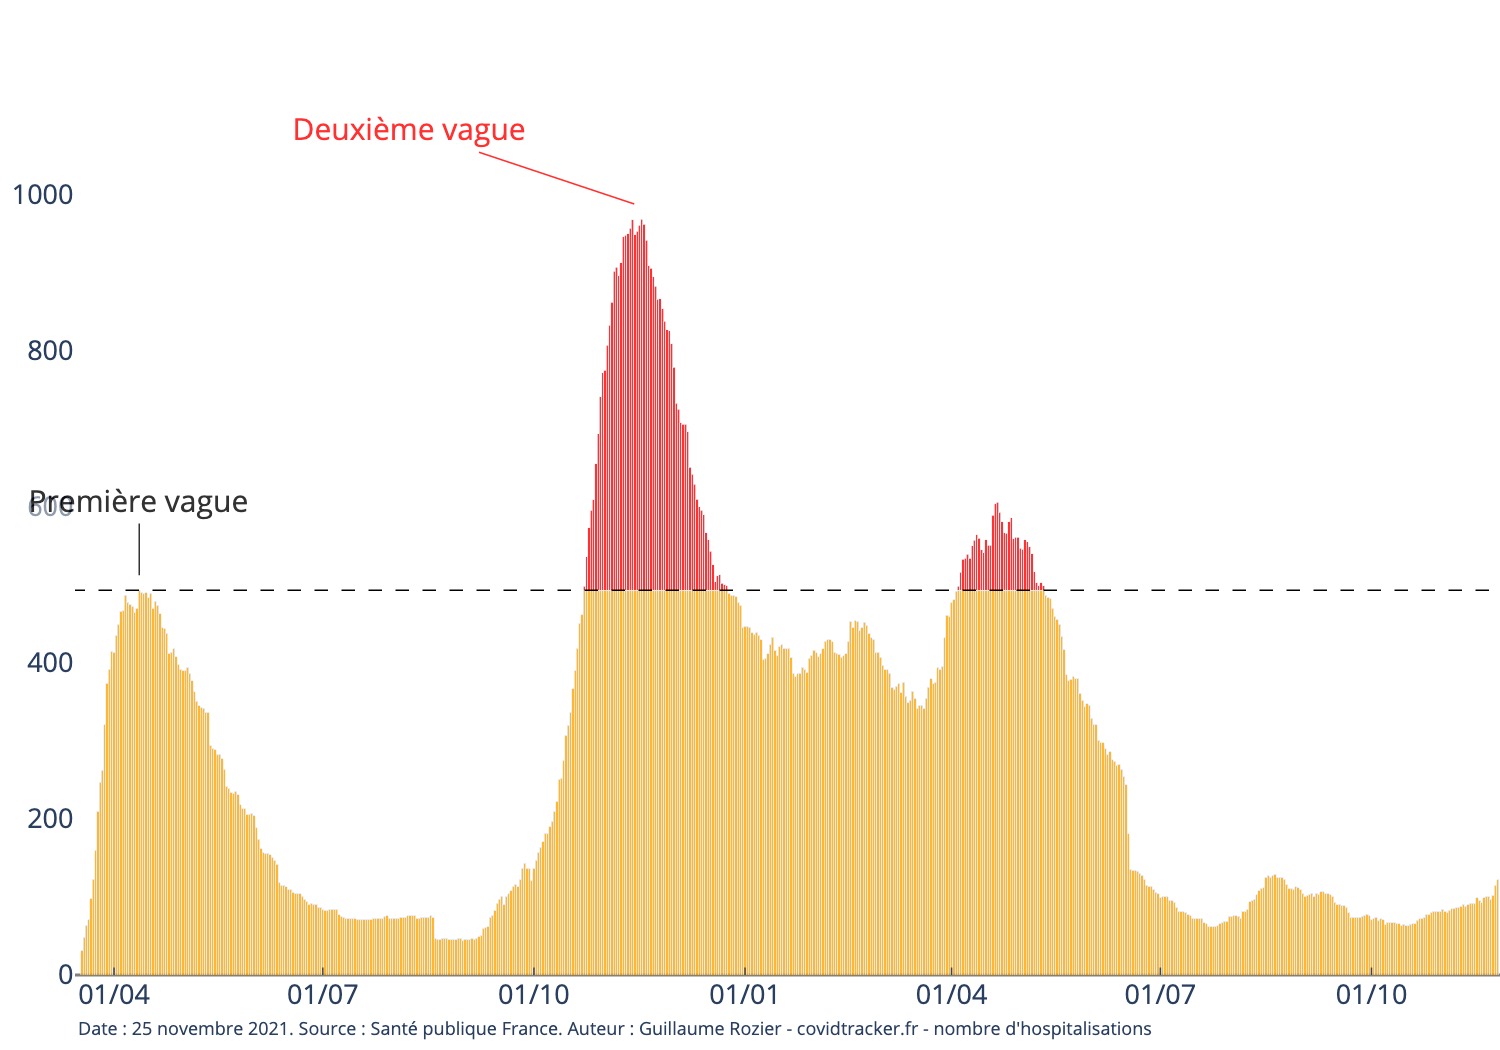 Deuxième vague
1000
800
Première vague
600
400
200
0
01/04 01/07 01/10 01/01 01/04 01/07 01/10
Date : 25 novembre 2021. Source : Santé publique France. Auteur : Guillaume Rozier - covidtracker.fr - nombre d'hospitalisations